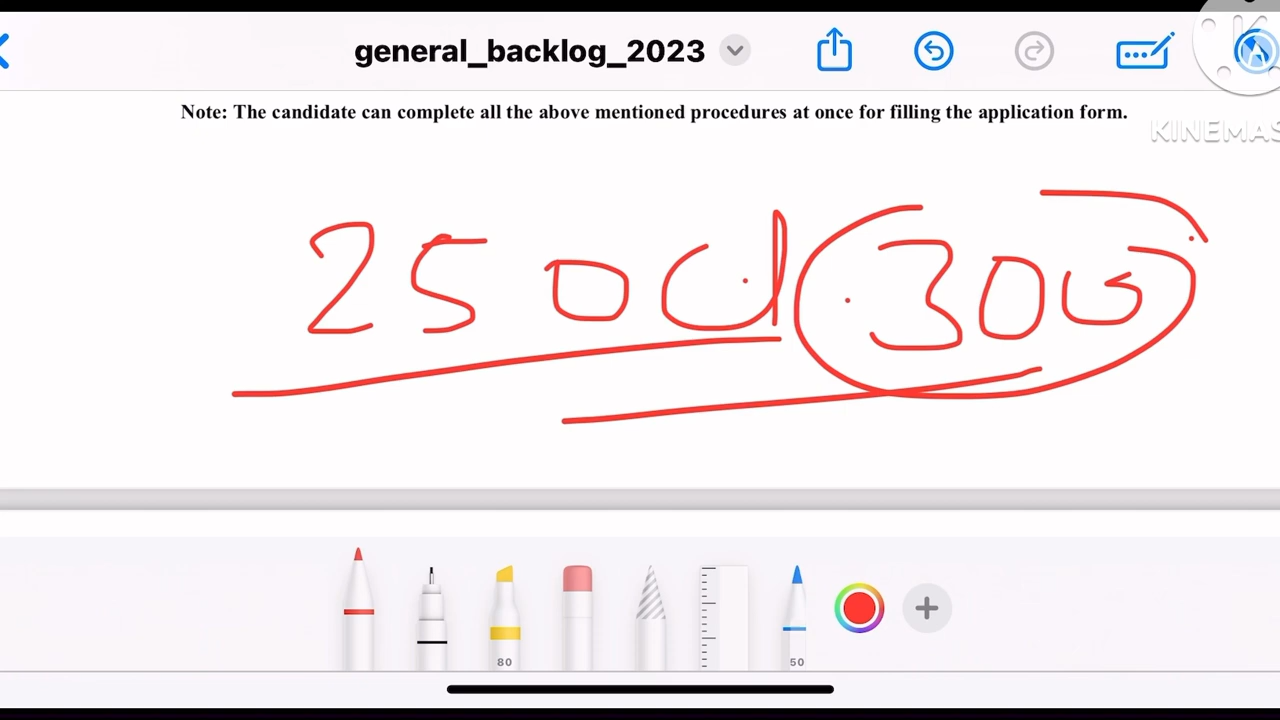 general_backlog_2023
Note: The candidate can complete all the above mentioned procedures at once for filling the application form.
KINEMAS
2500 300
80
50